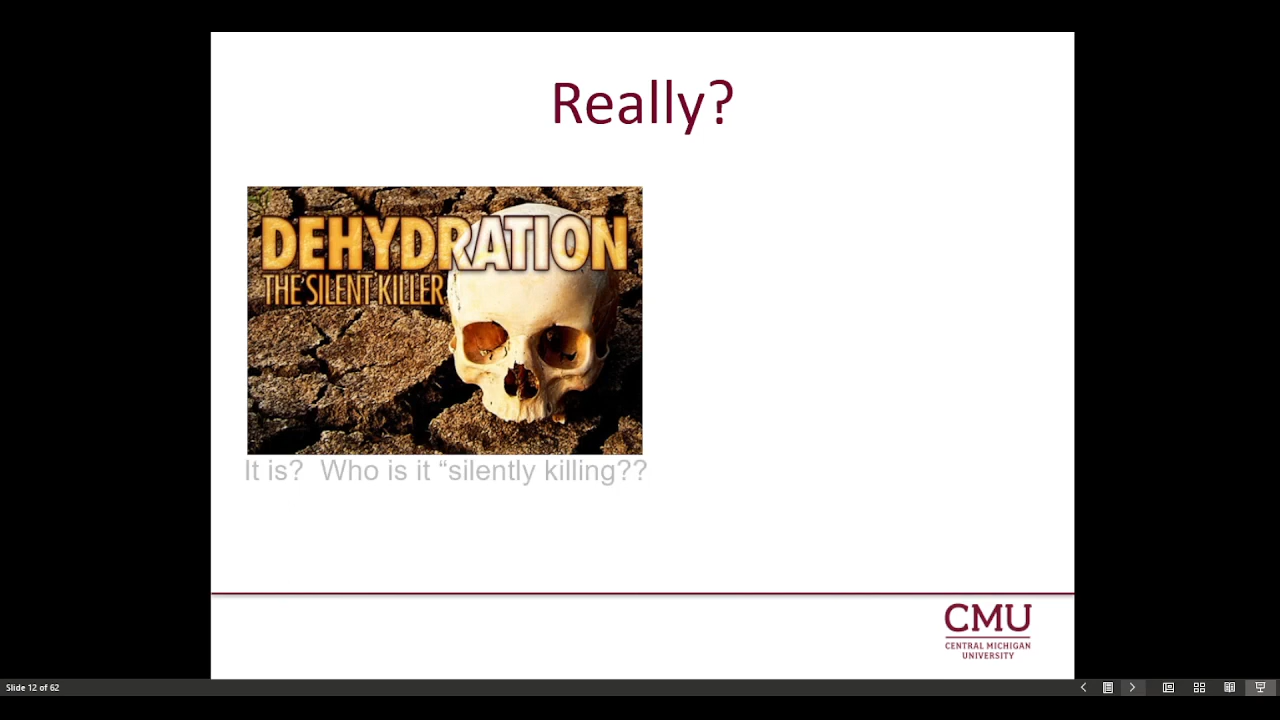 Really?
DEHYDRATION
THE SILENT KILLER
It is?  Who is it “silently killing??
CMU
CENTRAL MICHIGAN
UNIVERSITY
Slide 12 of 62